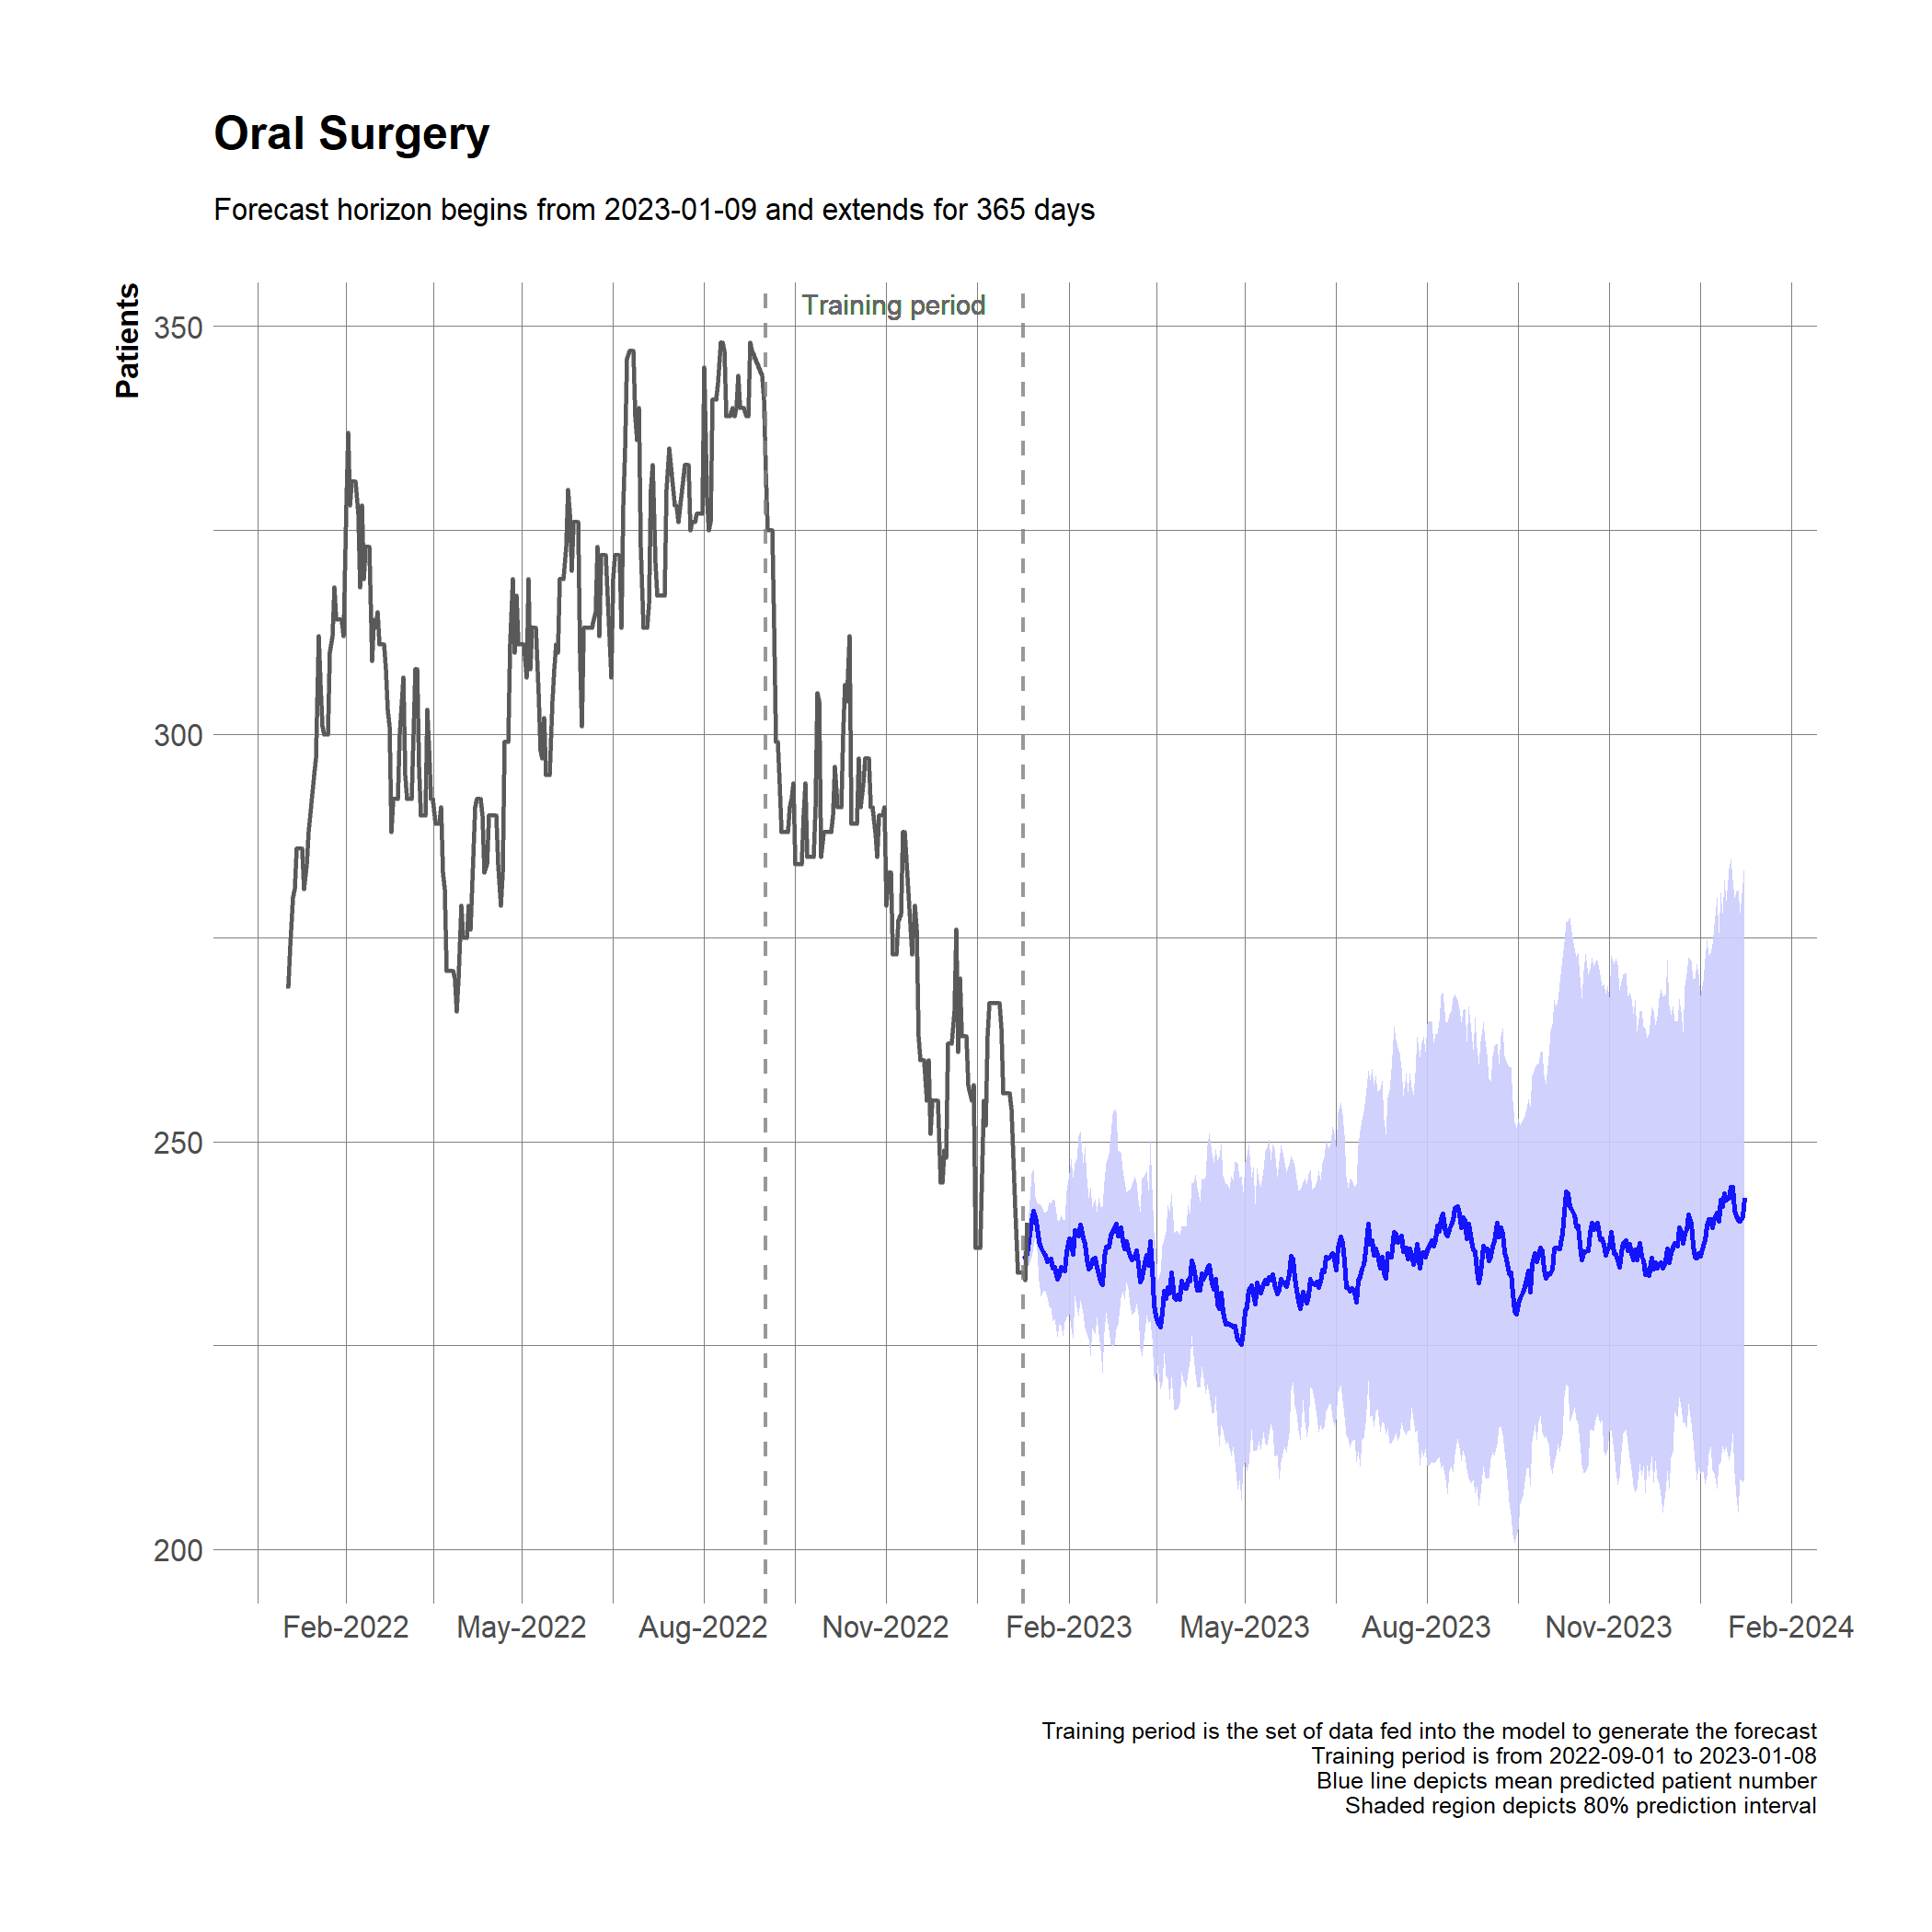 Oral Surgery
Forecast horizon begins from 2023-01-09 and extends for 365 days
Patients
Training period
350
300
250
200
Feb-2022 May-2022 Aug-2022 Nov-2022 Feb-2023 May-2023 Aug-2023 Nov-2023 Feb-2024
Training period is the set of data fed into the model to generate the forecast
Training period is from 2022-09-01 to 2023-01-08
Blue line depicts mean predicted patient number
Shaded region depicts 80% prediction interval